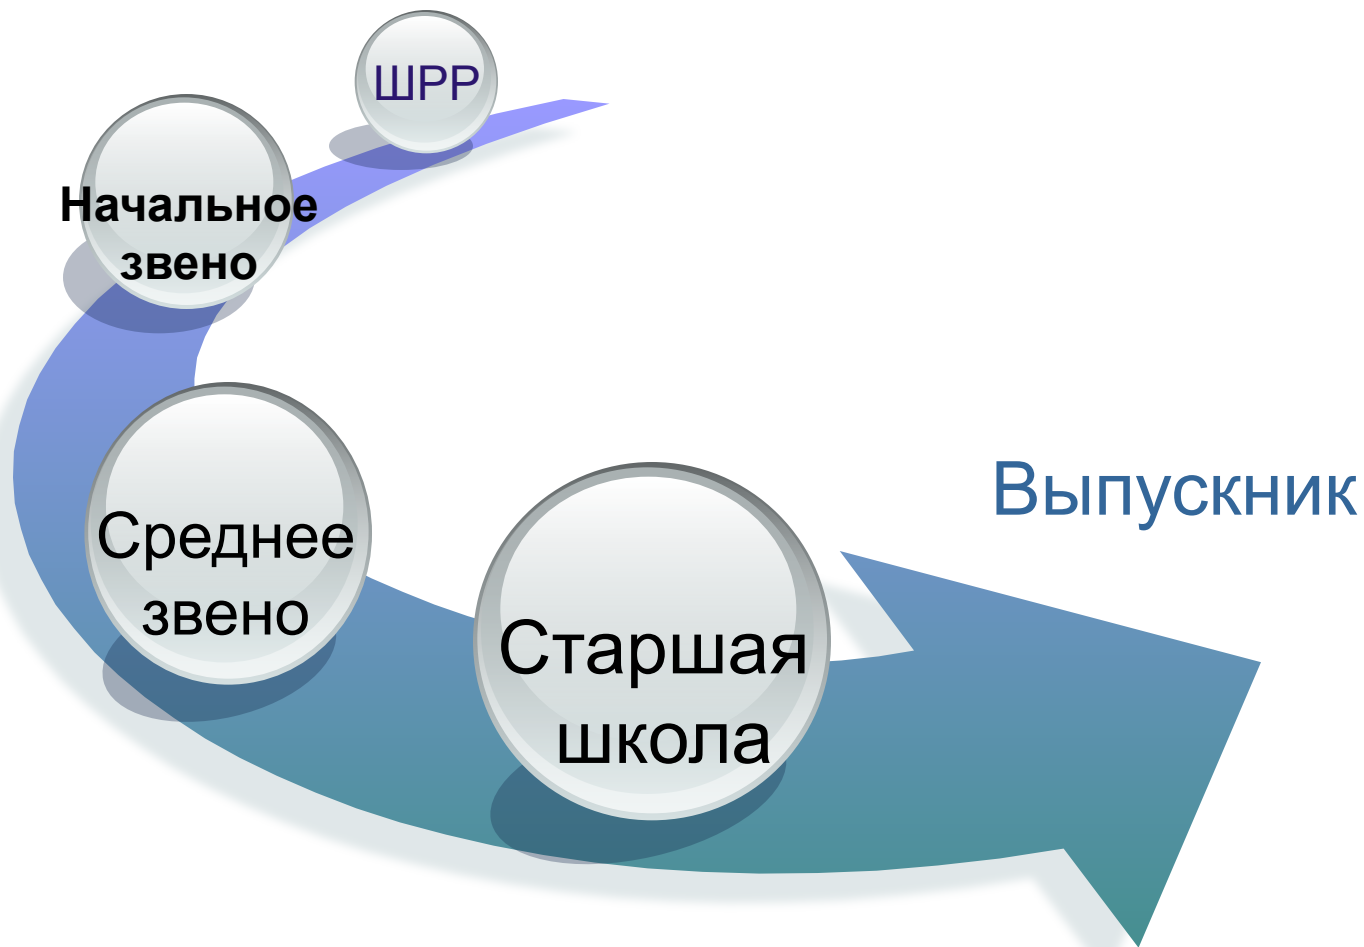 ШРР
Начальное
звено
Среднее
звено
Старшая
школа
Выпускник